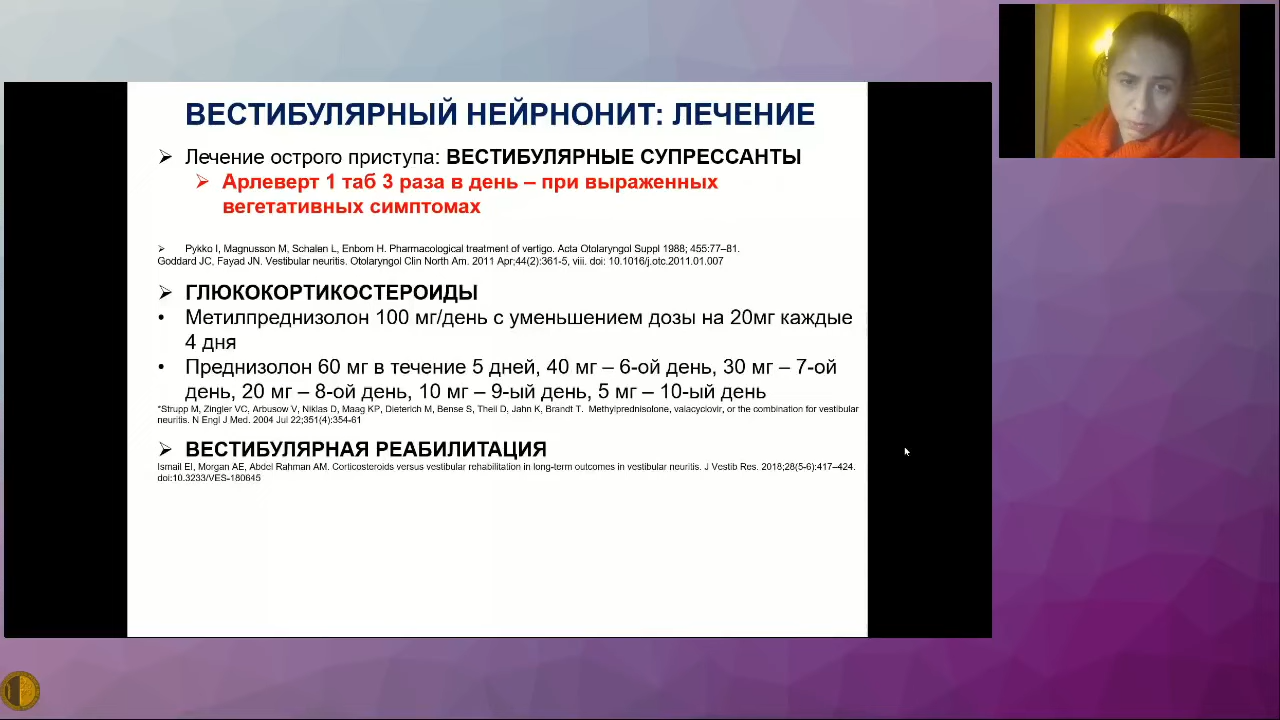 ВЕСТИБУЛЯРНЫЙ НЕЙРНОНИТ: ЛЕЧЕНИЕ
➢ Лечение острого приступа: ВЕСТИБУЛЯРНЫЕ СУПРЕССАНТЫ
➢ Арлеверт 1 таб 3 раза в день – при выраженных
вегетативных симптомах
➢ Pykko I, Magnusson M, Schalen L, Enbom H. Pharmacological treatment of vertigo. Acta Otolaryngol Suppl 1988; 455:77–81.
Goddard JC, Fayad JN. Vestibular neuritis. Otolaryngol Clin North Am. 2011 Apr;44(2):361-5, viii. doi: 10.1016/j.otc.2011.01.007
➢ ГЛЮКОКОРТИКОСТЕРОИДЫ
• Метилпреднизолон 100 мг/день с уменьшением дозы на 20мг каждые
4 дня
• Преднизолон 60 мг в течение 5 дней, 40 мг – 6-ой день, 30 мг – 7-ой
день, 20 мг – 8-ой день, 10 мг – 9-ый день, 5 мг – 10-ый день
*Strupp M, Zingler VC, Arbusow V, Niklas D, Maag KP, Dieterich M, Bense S, Theil D, Jahn K, Brandt T. Methylprednisolone, valacyclovir, or the combination for vestibular
neuritis. N Engl J Med. 2004 Jul 22;351(4):354-61
➢ ВЕСТИБУЛЯРНАЯ РЕАБИЛИТАЦИЯ
Ismail EI, Morgan AE, Abdel Rahman AM. Corticosteroids versus vestibular rehabilitation in long-term outcomes in vestibular neuritis. J Vestib Res. 2018;28(5-6):417–424.
doi:10.3233/VES-180645